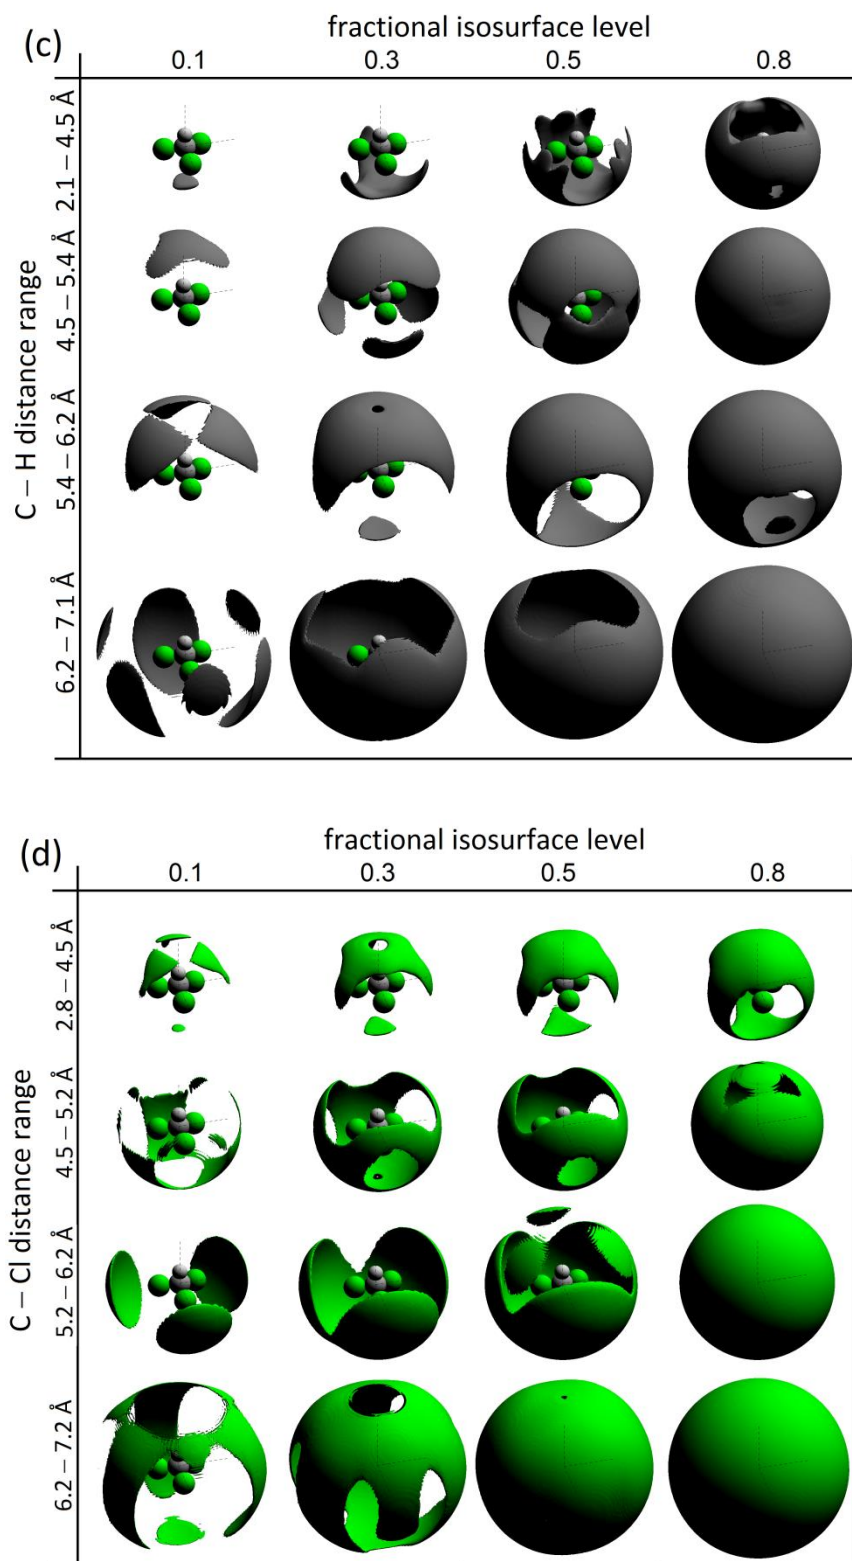 (c)
fractional isosurface level
0.1 0.3 0.5 0.8
C – H distance range
2.1 – 4.5 Å
4.5 – 5.4 Å
5.4 – 6.2 Å
6.2 – 7.1 Å
(d)
fractional isosurface level
0.1 0.3 0.5 0.8
C – Cl distance range
2.8 – 4.5 Å
4.5 – 5.2 Å
5.2 – 6.2 Å
6.2 – 7.2 Å